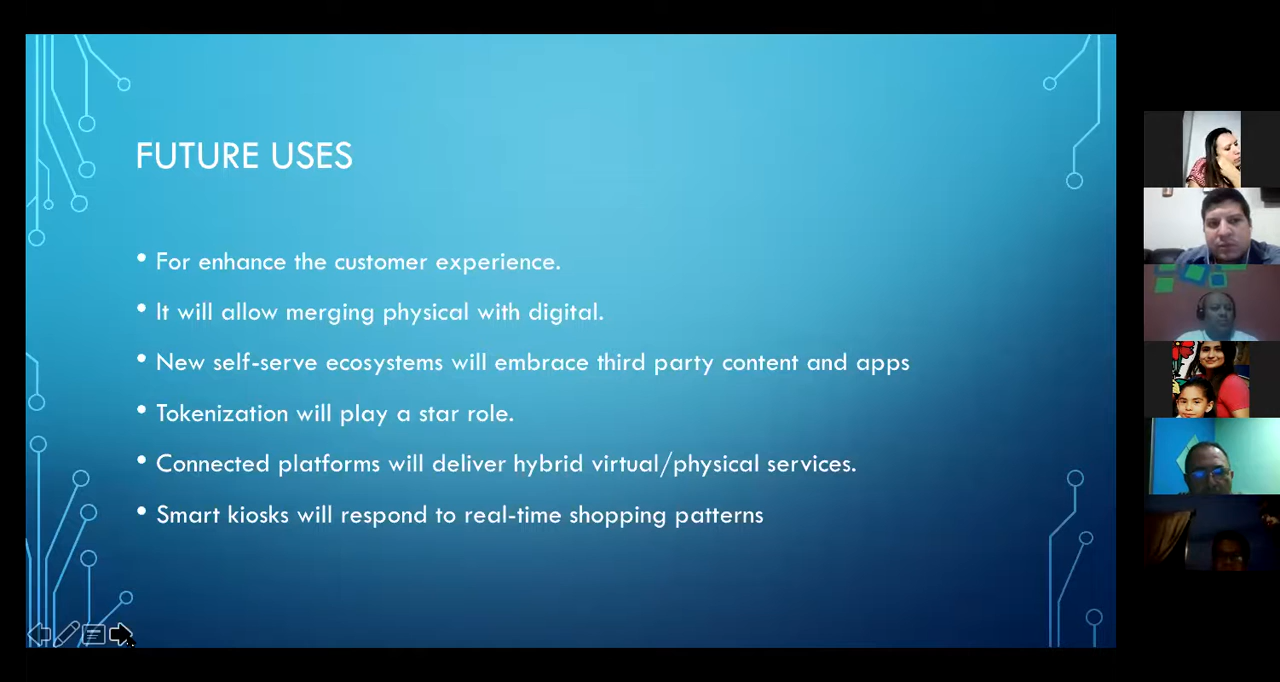 FUTURE USES
• For enhance the customer experience.
• It will allow merging physical with digital.
• New self-serve ecosystems will embrace third party content and apps
• Tokenization will play a star role.
• Connected platforms will deliver hybrid virtual/physical services.
• Smart kiosks will respond to real-time shopping patterns